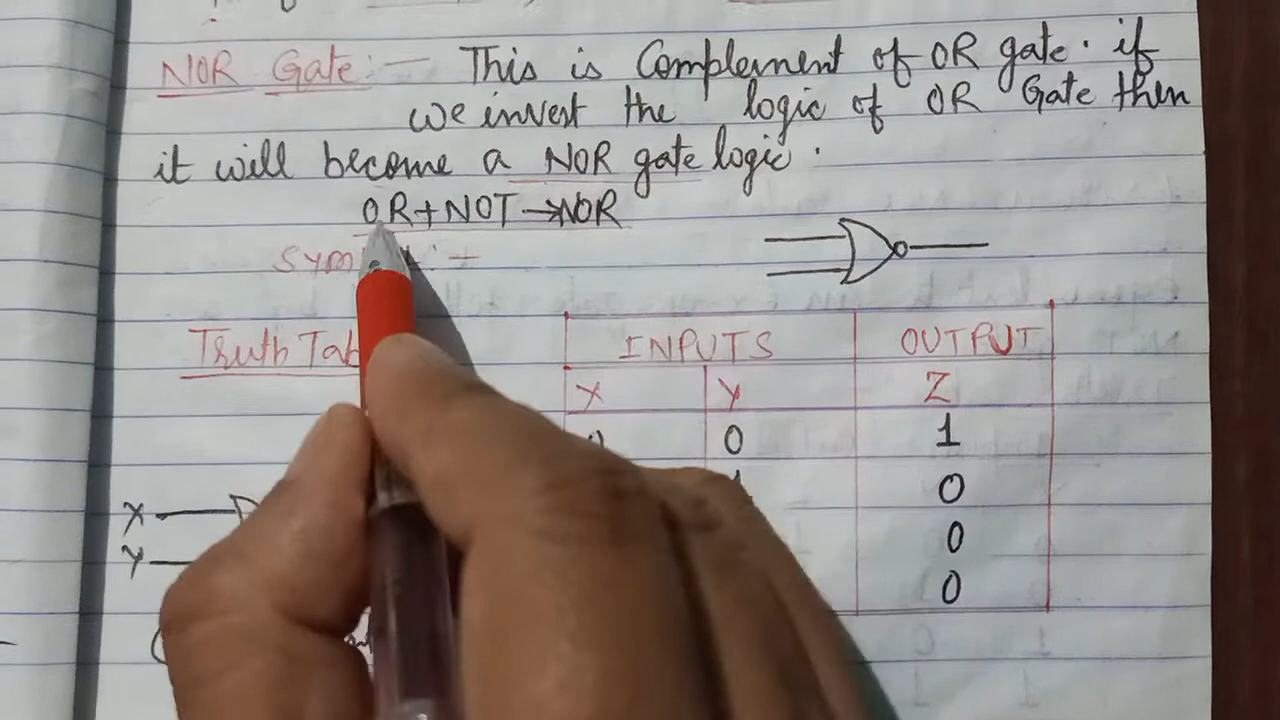 NOR Gate :- This is Complement of OR gate. if
we invert the logic of OR Gate then
it will become a NOR gate logic.
OR+NOT→NOR
INPUTS OUTPUT
X Y Z
0 1
0
0
0
X
Y